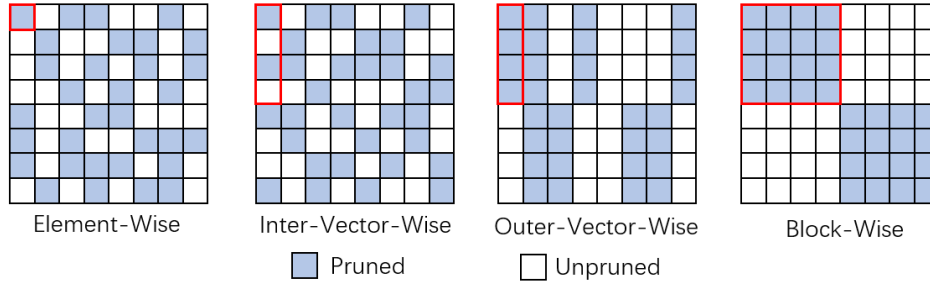 Element-Wise
Inter-Vector-Wise
Outer-Vector-Wise
Block-Wise
Pruned
Unpruned